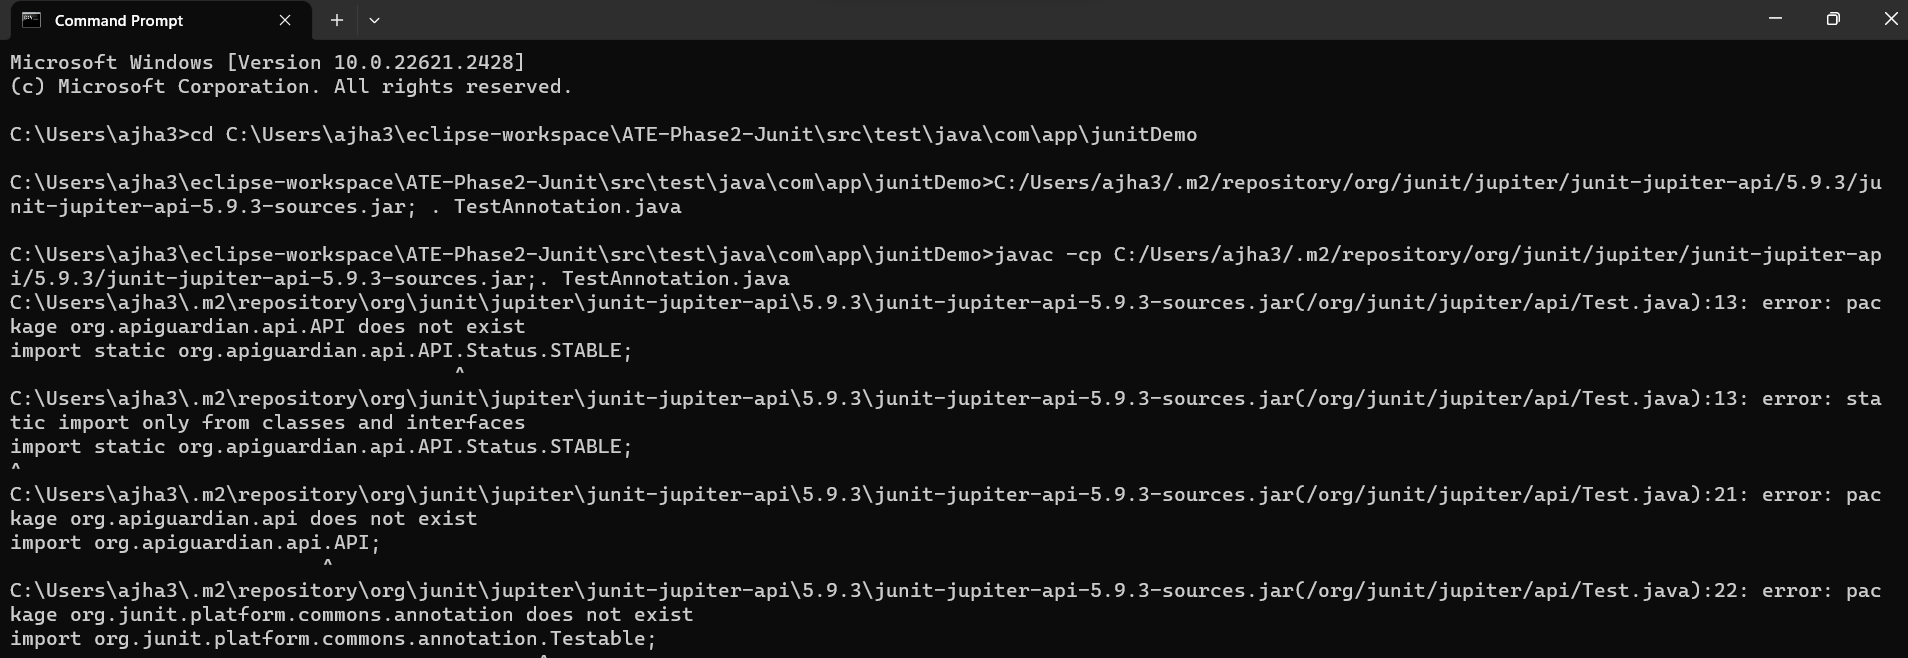 Command Prompt
Microsoft Windows [Version 10.0.22621.2428]
(c) Microsoft Corporation. All rights reserved.
C:\Users\ajha3>cd C:\Users\ajha3\eclipse-workspace\ATE-Phase2-Junit\src\test\java\com\app\junitDemo
C:\Users\ajha3\eclipse-workspace\ATE-Phase2-Junit\src\test\java\com\app\junitDemo>C:/Users/ajha3/.m2/repository/org/junit/jupiter/junit-jupiter-api/5.9.3/ju
nit-jupiter-api-5.9.3-sources.jar; . TestAnnotation.java
C:\Users\ajha3\eclipse-workspace\ATE-Phase2-Junit\src\test\java\com\app\junitDemo>javac -cp C:/Users/ajha3/.m2/repository/org/junit/jupiter/junit-jupiter-ap
i/5.9.3/junit-jupiter-api-5.9.3-sources.jar;. TestAnnotation.java
C:\Users\ajha3\.m2\repository\org\junit\jupiter\junit-jupiter-api\5.9.3\junit-jupiter-api-5.9.3-sources.jar(/org/junit/jupiter/api/Test.java):13: error: pac
kage org.apiguardian.api.API does not exist
import static org.apiguardian.api.API.Status.STABLE;
^
C:\Users\ajha3\.m2\repository\org\junit\jupiter\junit-jupiter-api\5.9.3\junit-jupiter-api-5.9.3-sources.jar(/org/junit/jupiter/api/Test.java):13: error: sta
tic import only from classes and interfaces
import static org.apiguardian.api.API.Status.STABLE;
^
C:\Users\ajha3\.m2\repository\org\junit\jupiter\junit-jupiter-api\5.9.3\junit-jupiter-api-5.9.3-sources.jar(/org/junit/jupiter/api/Test.java):21: error: pac
kage org.apiguardian.api does not exist
import org.apiguardian.api.API;
^
C:\Users\ajha3\.m2\repository\org\junit\jupiter\junit-jupiter-api\5.9.3\junit-jupiter-api-5.9.3-sources.jar(/org/junit/jupiter/api/Test.java):22: error: pac
kage org.junit.platform.commons.annotation does not exist
import org.junit.platform.commons.annotation.Testable;
^